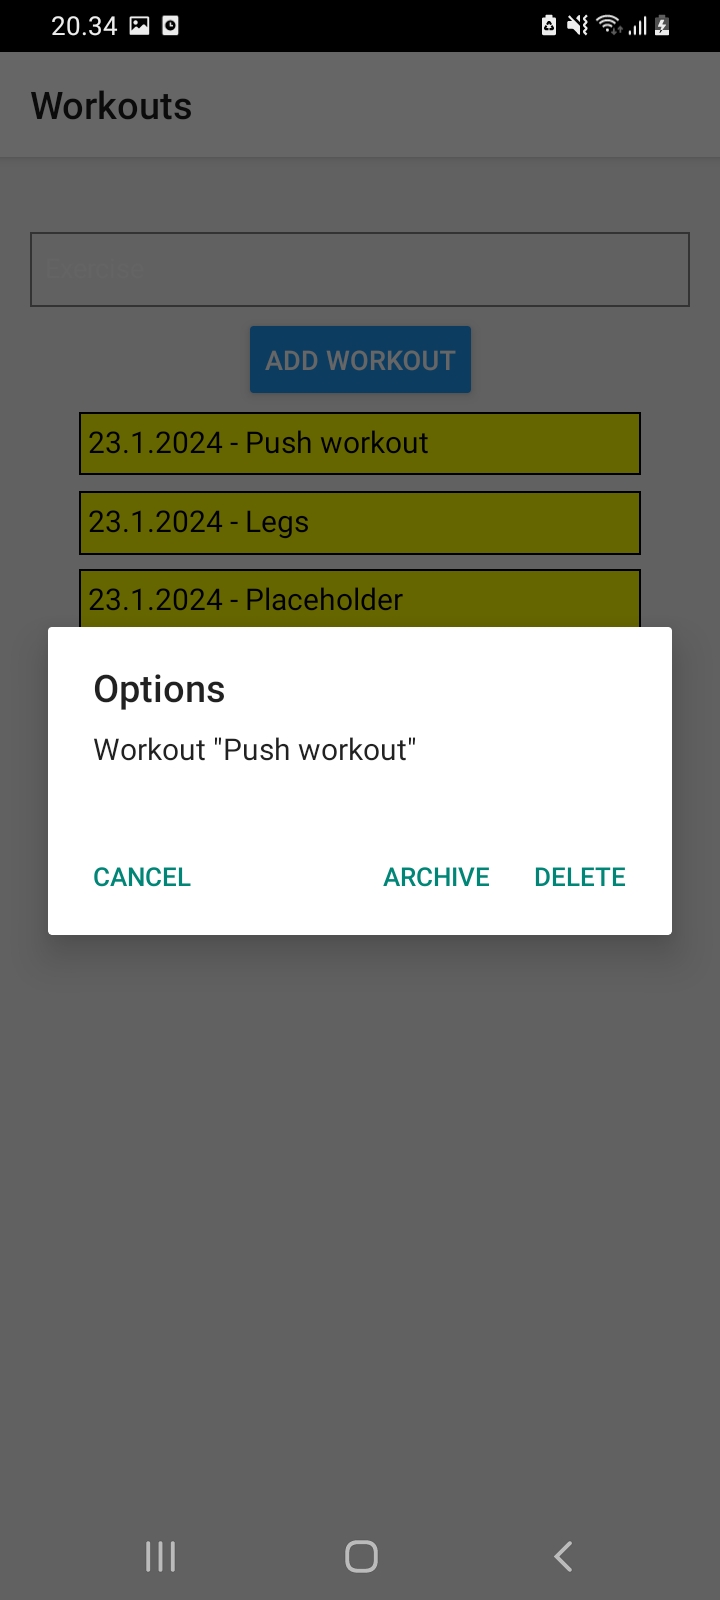 20.34
Workouts
Exercise
ADD WORKOUT
23.1.2024 - Push workout
23.1.2024 - Legs
23.1.2024 - Placeholder
Options
Workout "Push workout"
CANCEL ARCHIVE DELETE